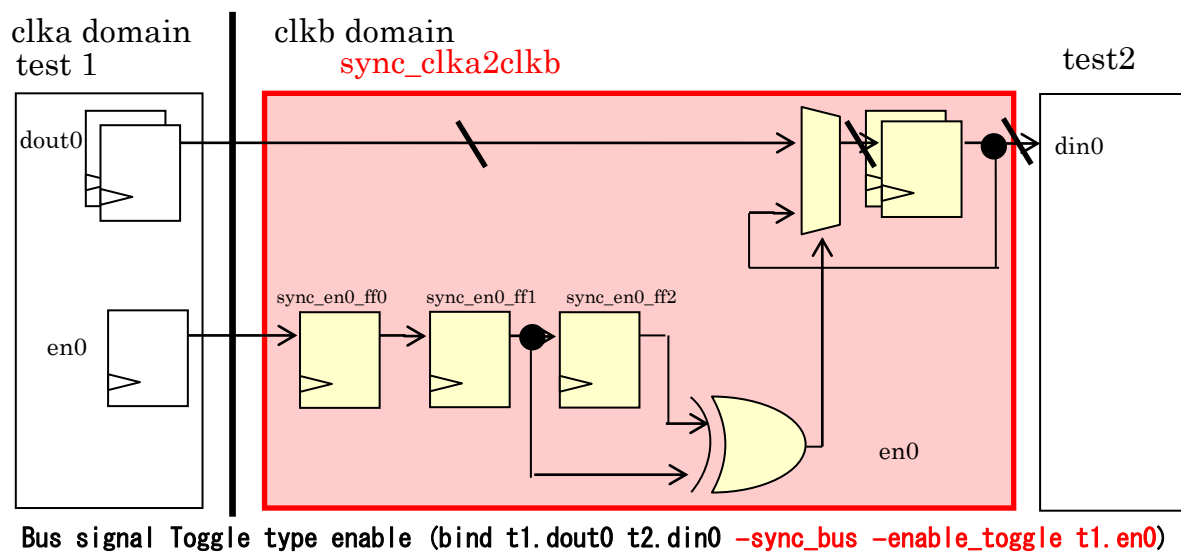 clka domain
test 1
clkb domain
sync_clka2clkb
test2
dout0
din0
sync_en0_ff0
sync_en0_ff1
sync_en0_ff2
en0
en0
Bus signal Toggle type enable (bind t1.dout0 t2.din0 –sync_bus –enable_toggle t1.en0)